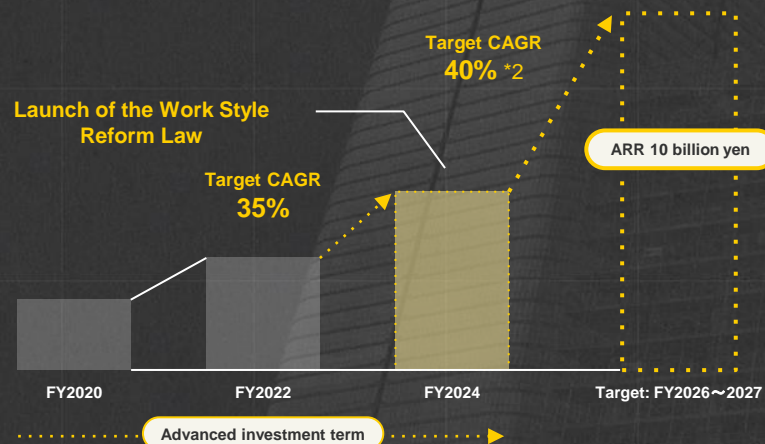 Target CAGR
40% *2
Launch of the Work Style
Reform Law
ARR 10 billion yen
Target CAGR
35%
FY2020
FY2022
FY2024
Target: FY2026～2027
Advanced investment term